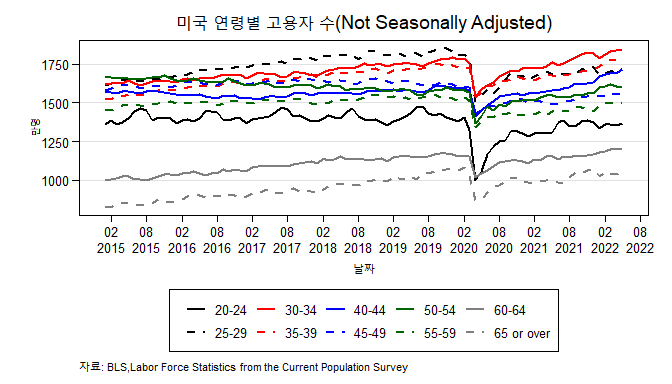 미국 연령별 고용자 수(Not Seasonally Adjusted)
만명
1750
1500
1250
1000
02 08 02 08 02 08 02 08 02 08 02 08 02 08 02 08
2015 2015 2016 2016 2017 2017 2018 2018 2019 2019 2020 2020 2021 2021 2022 2022
날짜
20-24 30-34 40-44 50-54 60-64
25-29 35-39 45-49 55-59 65 or over
자료: BLS,Labor Force Statistics from the Current Population Survey